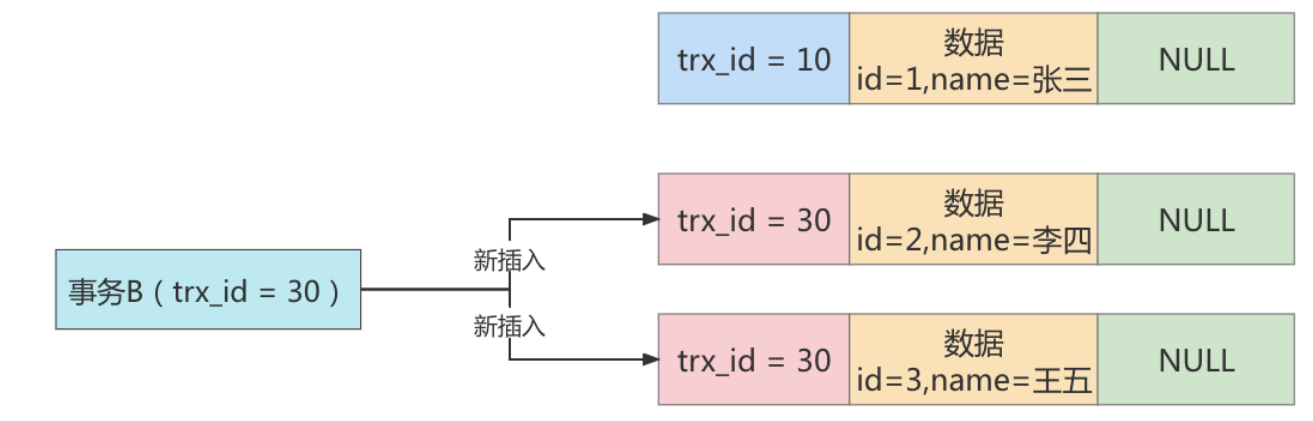 trx_id = 10
数据
id=1,name=张三
NULL
trx_id = 30
数据
id=2,name=李四
NULL
新插入
事务B（trx_id = 30）
新插入
trx_id = 30
数据
id=3,name=王五
NULL